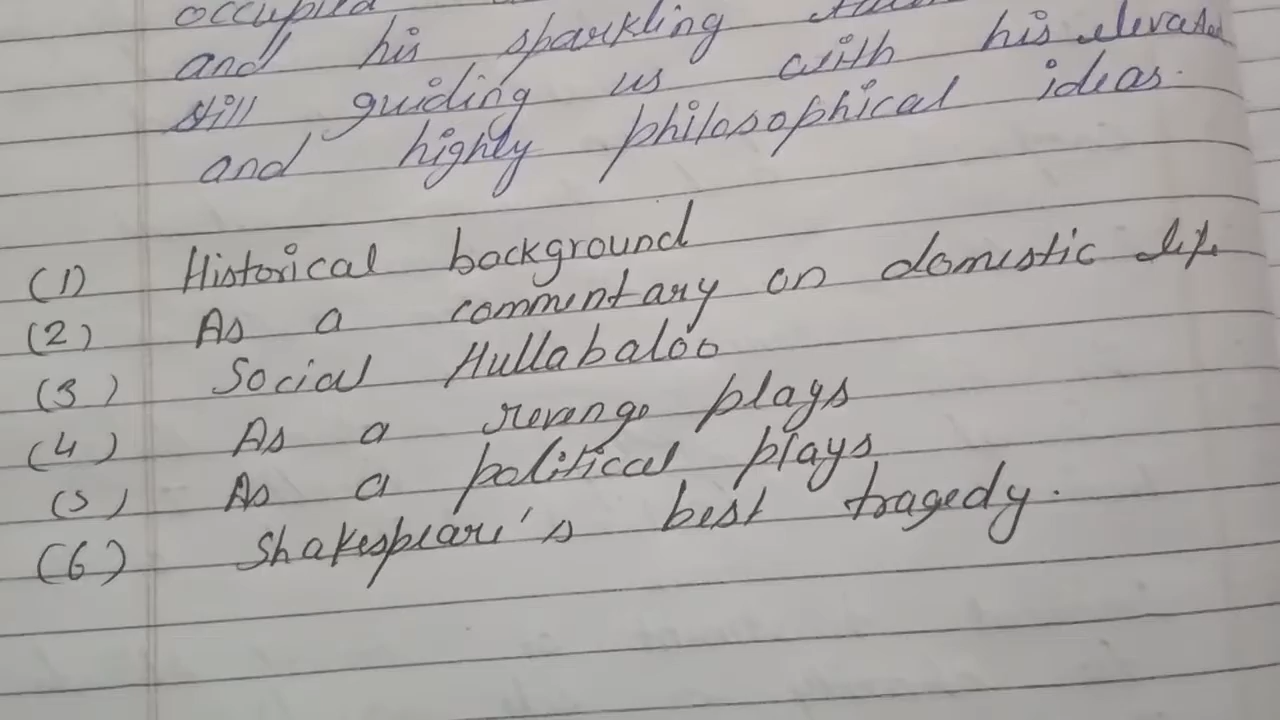 occupied
and his sparkling
still guiding us with his elevated
and highly philosophical ideas.
(1) Historical background
(2) As a commentary on domestic life
(3) Social Hullabaloo
(4) As a revenge plays
(5) As a political plays
(6) Shakespeare's best tragedy.